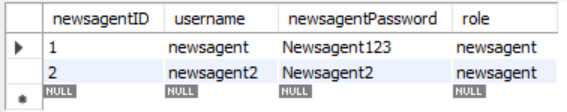 newsagentID username newsagentPassword role
1 newsagent Newsagent123 newsagent
2 newsagent2 Newsagent2 newsagent
NULL NULL NULL NULL